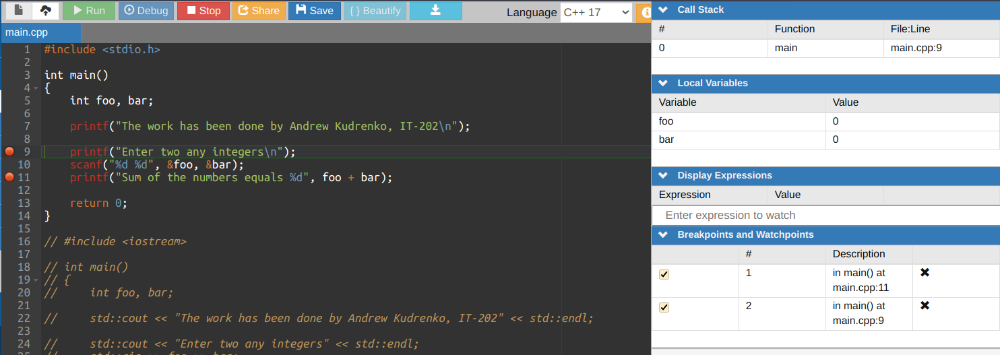 Run Debug Stop Share Save { } Beautify Language C++ 17
main.cpp
1 #include <stdio.h>
2
3 int main()
4 {
5 int foo, bar;
6
7 printf("The work has been done by Andrew Kudrenko, IT-202\n");
8
9 printf("Enter two any integers\n");
10 scanf("%d %d", &foo, &bar);
11 printf("Sum of the numbers equals %d", foo + bar);
12
13 return 0;
14 }
15
16 // #include <iostream>
17
18 // int main()
19 // {
20 // int foo, bar;
21
22 // std::cout << "The work has been done by Andrew Kudrenko, IT-202" << std::endl;
23
24 // std::cout << "Enter two any integers" << std::endl;
Call Stack
# Function File:Line
0 main main.cpp:9
Local Variables
Variable Value
foo 0
bar 0
Display Expressions
Expression Value
Enter expression to watch
Breakpoints and Watchpoints
# Description
1 in main() at
main.cpp:11
2 in main() at
main.cpp:9